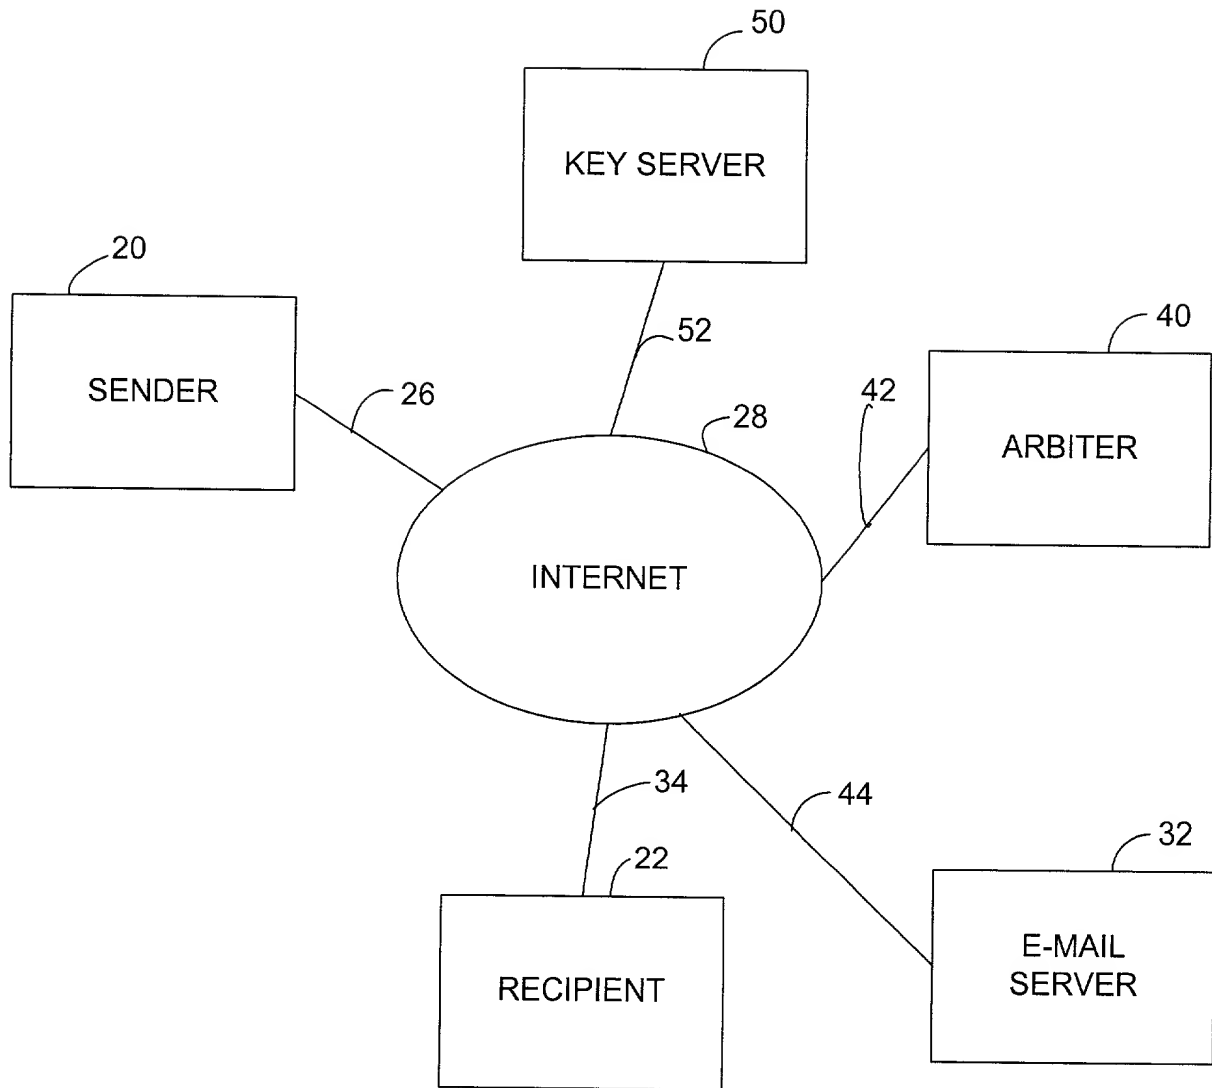 50
KEY SERVER
20
SENDER
52
40
ARBITER
26
42
28
INTERNET
34
44
22
RECIPIENT
32
E-MAIL
SERVER